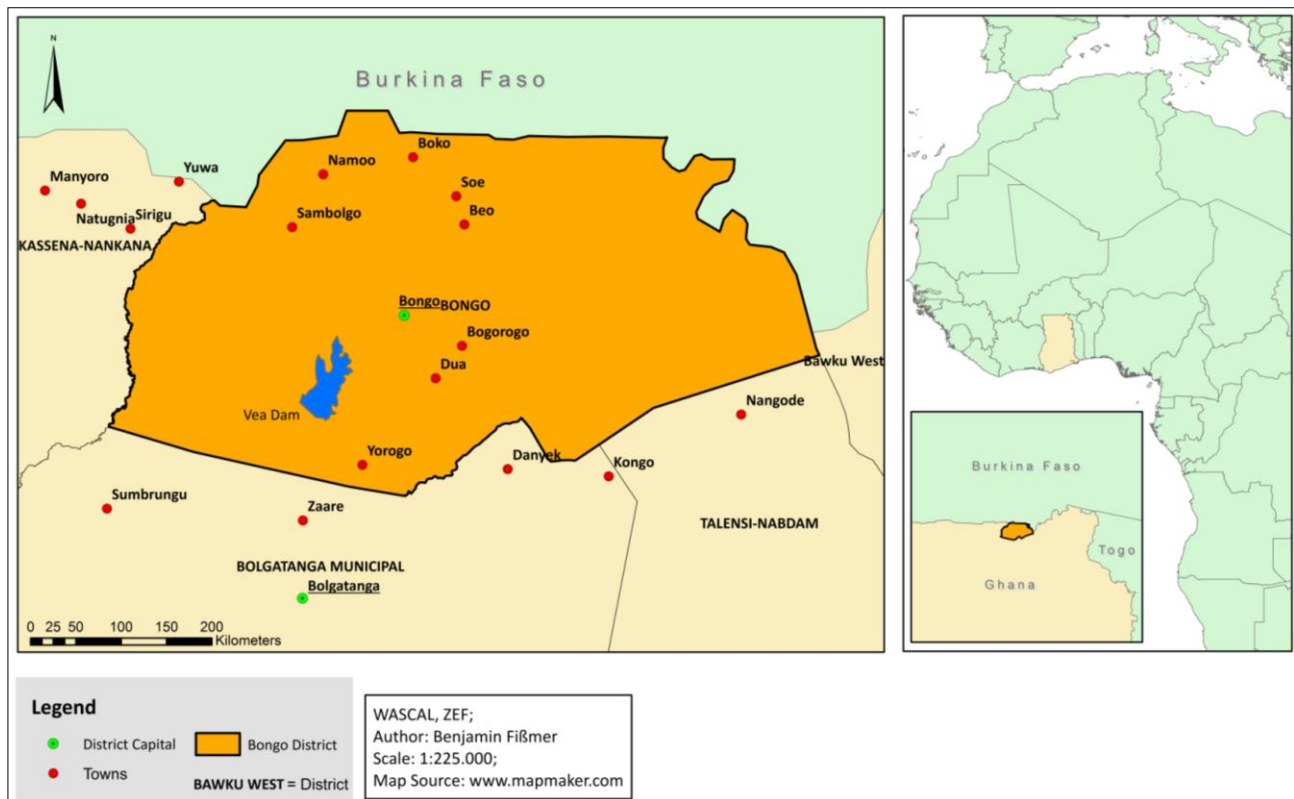 N
Burkina Faso
Boko
Namoo
Yuwa
Manyoro
Soe
Natugnia
Sirigu
Sambolgo
Beo
KASSENA-NANKANA
Bongo
BONGO
Bogorogo
Bawku West
Dua
Vea Dam
Nangode
Yorogo
Danyek
Kongo
Sumbrungu
Zaare
TALENSI-NABDAM
BOLGATANGA MUNICIPAL
Bolgatanga
0 25 50 100 150 200
Kilometers
Burkina Faso
Togo
Ghana
Legend
District Capital
Bongo District
Towns
BAWKU WEST = District
WASCAL, ZEF;
Author: Benjamin Fißmer
Scale: 1:225.000;
Map Source: www.mapmaker.com